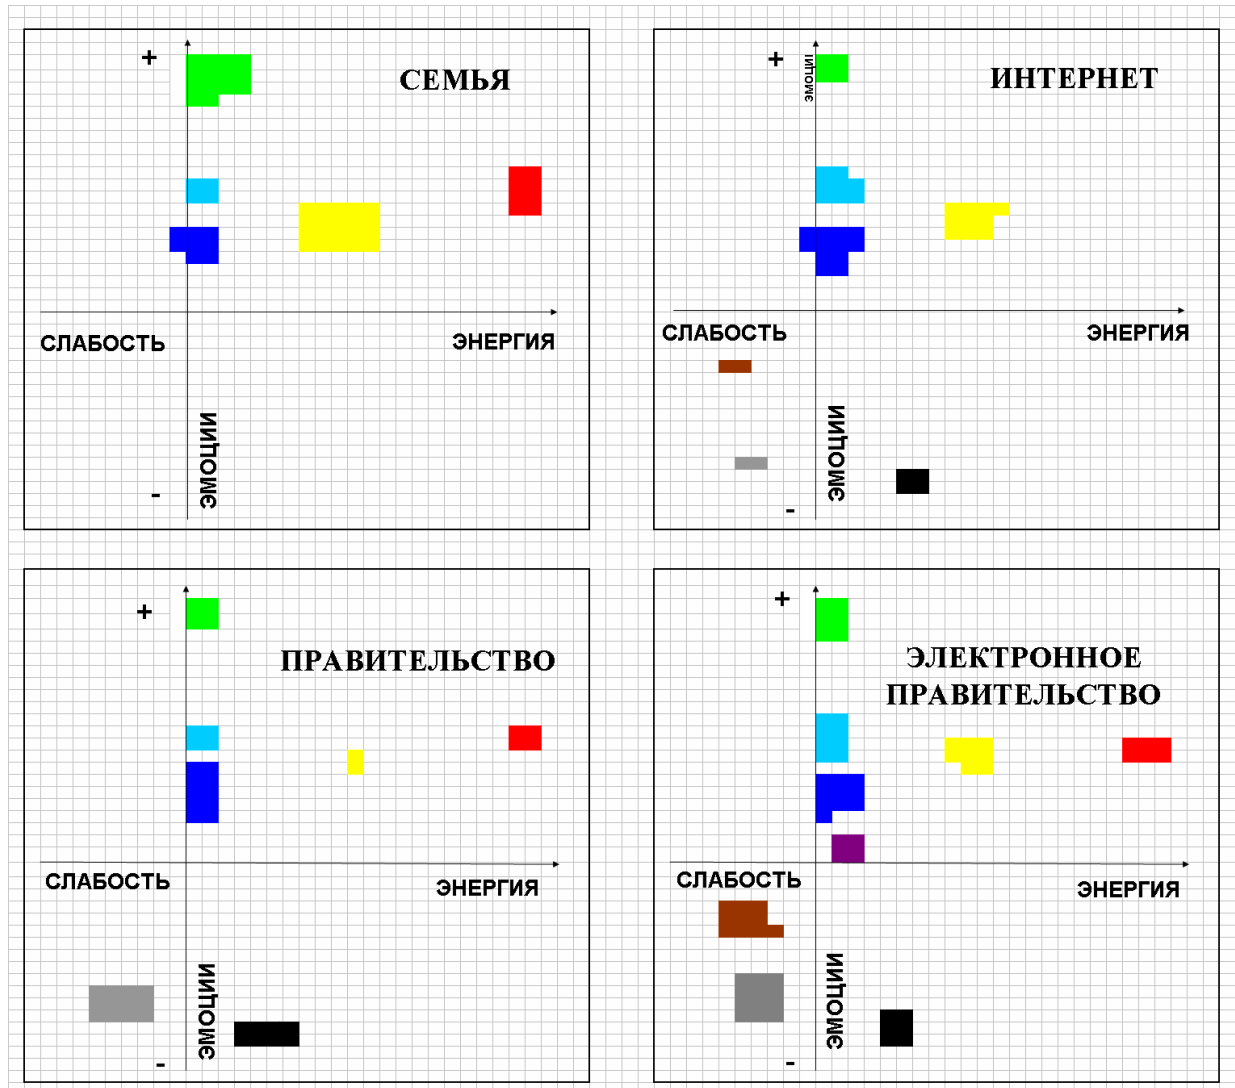 +
СЕМЬЯ
СЛАБОСТЬ
ЭНЕРГИЯ
ЭМОЦИИ
-
+
ЭМОЦИИ
ИНТЕРНЕТ
СЛАБОСТЬ
ЭНЕРГИЯ
ЭМОЦИИ
-
+
ПРАВИТЕЛЬСТВО
СЛАБОСТЬ
ЭНЕРГИЯ
ЭМОЦИИ
-
+
ЭЛЕКТРОННОЕ
ПРАВИТЕЛЬСТВО
СЛАБОСТЬ
ЭНЕРГИЯ
ЭМОЦИИ
-